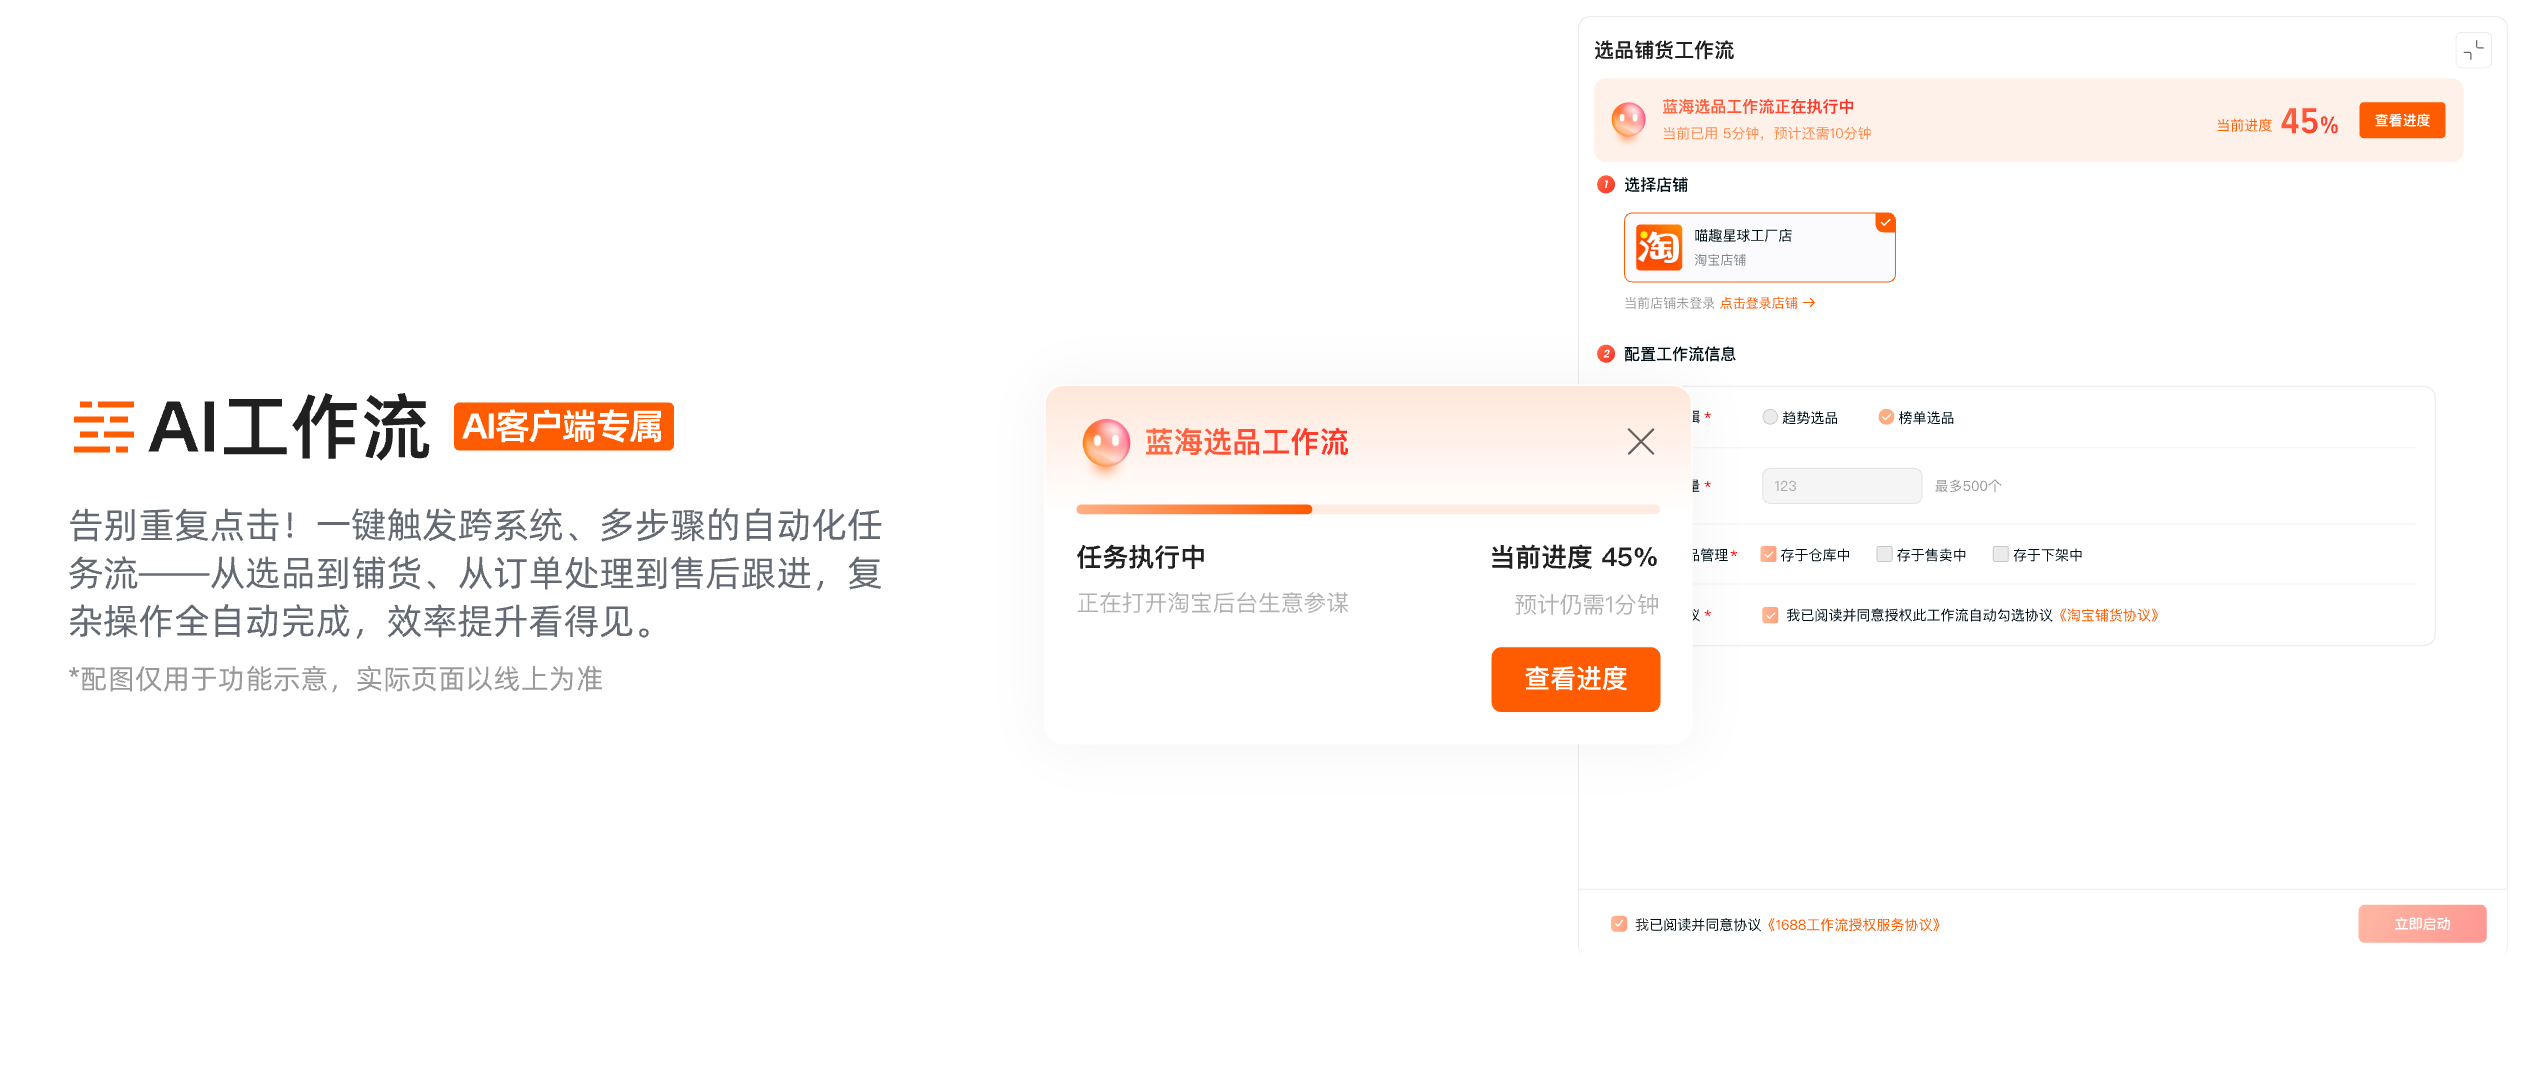 AI工作流 AI客户端专属
告别重复点击！一键触发跨系统、多步骤的自动化任
务流——从选品到铺货、从订单处理到售后跟进，复
杂操作全自动完成，效率提升看得见。
*配图仅用于功能示意，实际页面以线上为准
蓝海选品工作流
任务执行中
当前进度 45%
正在打开淘宝后台生意参谋
预计仍需1分钟
查看进度
选品铺货工作流
蓝海选品工作流正在执行中
当前已用 5分钟，预计还需10分钟
当前进度 45%
查看进度
1 选择店铺
淘
喵趣星球工厂店
淘宝店铺
当前店铺未登录 点击登录店铺
2 配置工作流信息
* 趋势选品 榜单选品
量 * 123 最多500个
品管理* 存于仓库中 存于售卖中 存于下架中
议 * 我已阅读并同意授权此工作流自动勾选协议《淘宝铺货协议》
我已阅读并同意协议《1688工作流授权服务协议》
立即启动